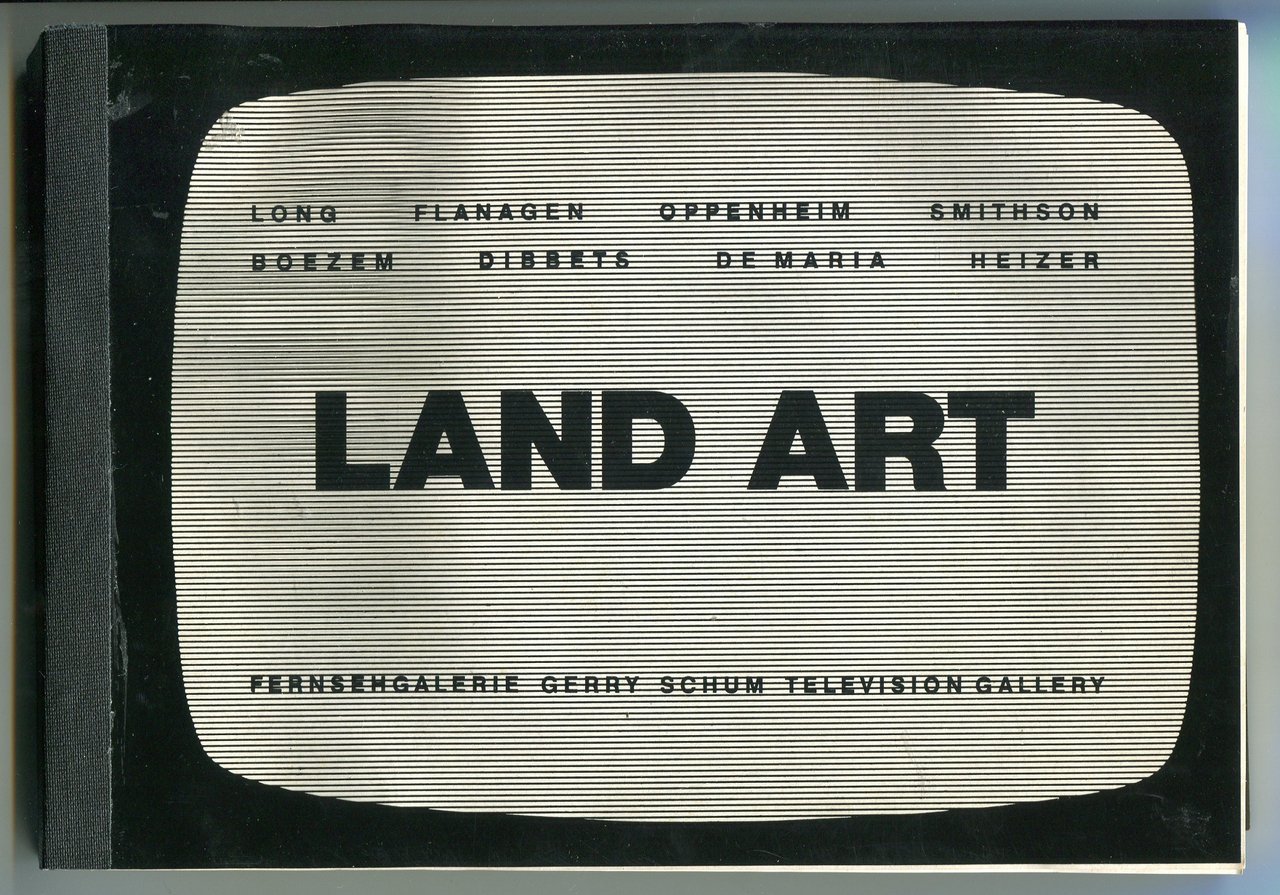 LONG FLANAGEN OPPENHEIM SMITHSON
BOEZEM DIBBETS DE MARIA HEIZER
LAND ART
FERNSEHGALERIE GERRY SCHUM TELEVISION GALLERY